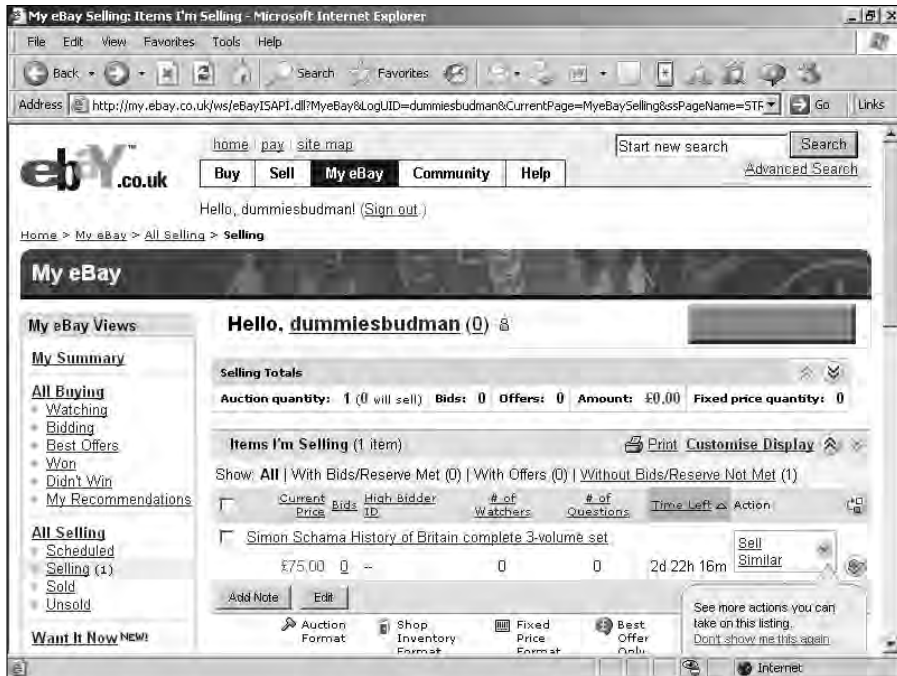 My eBay Selling: Items I'm Selling - Microsoft Internet Explorer
File Edit View Favorites Tools Help
Back Search Favorites
Address http://my.ebay.co.uk/ws/eBayISAPI.dll?MyeBay&LogUID=dummiesbudman&CurrentPage=MyeBaySelling&ssPageName=STF Go Links
home | pay | site map
Start new search Search
ebY™.co.uk
Buy Sell My eBay Community Help
Advanced Search
Hello, dummiesbudman! (Sign out.)
Home > My eBay > All Selling > Selling
My eBay
My eBay Views
My Summary
All Buying
Watching
Bidding
Best Offers
Won
Didn't Win
My Recommendations
All Selling
Scheduled
Selling (1)
Sold
Unsold
Want It Now NEW!
Hello, dummiesbudman (0)
Selling Totals
Auction quantity: 1 (0 will sell) Bids: 0 Offers: 0 Amount: £0.00 Fixed price quantity: 0
Items I'm Selling (1 item) Print Customise Display
Show: All | With Bids/Reserve Met (0) | With Offers (0) | Without Bids/Reserve Not Met (1)
Current Price Bids High Bidder ID # of Watchers # of Questions Time Left Action
Simon Schama History of Britain complete 3-volume set
£75.00 0 -- 0 0 2d 22h 16m Sell Similar
Add Note Edit
See more actions you can
take on this listing.
Don't show me this again
Auction Format Shop Inventory Format Fixed Price Format Best Offer Only
Internet